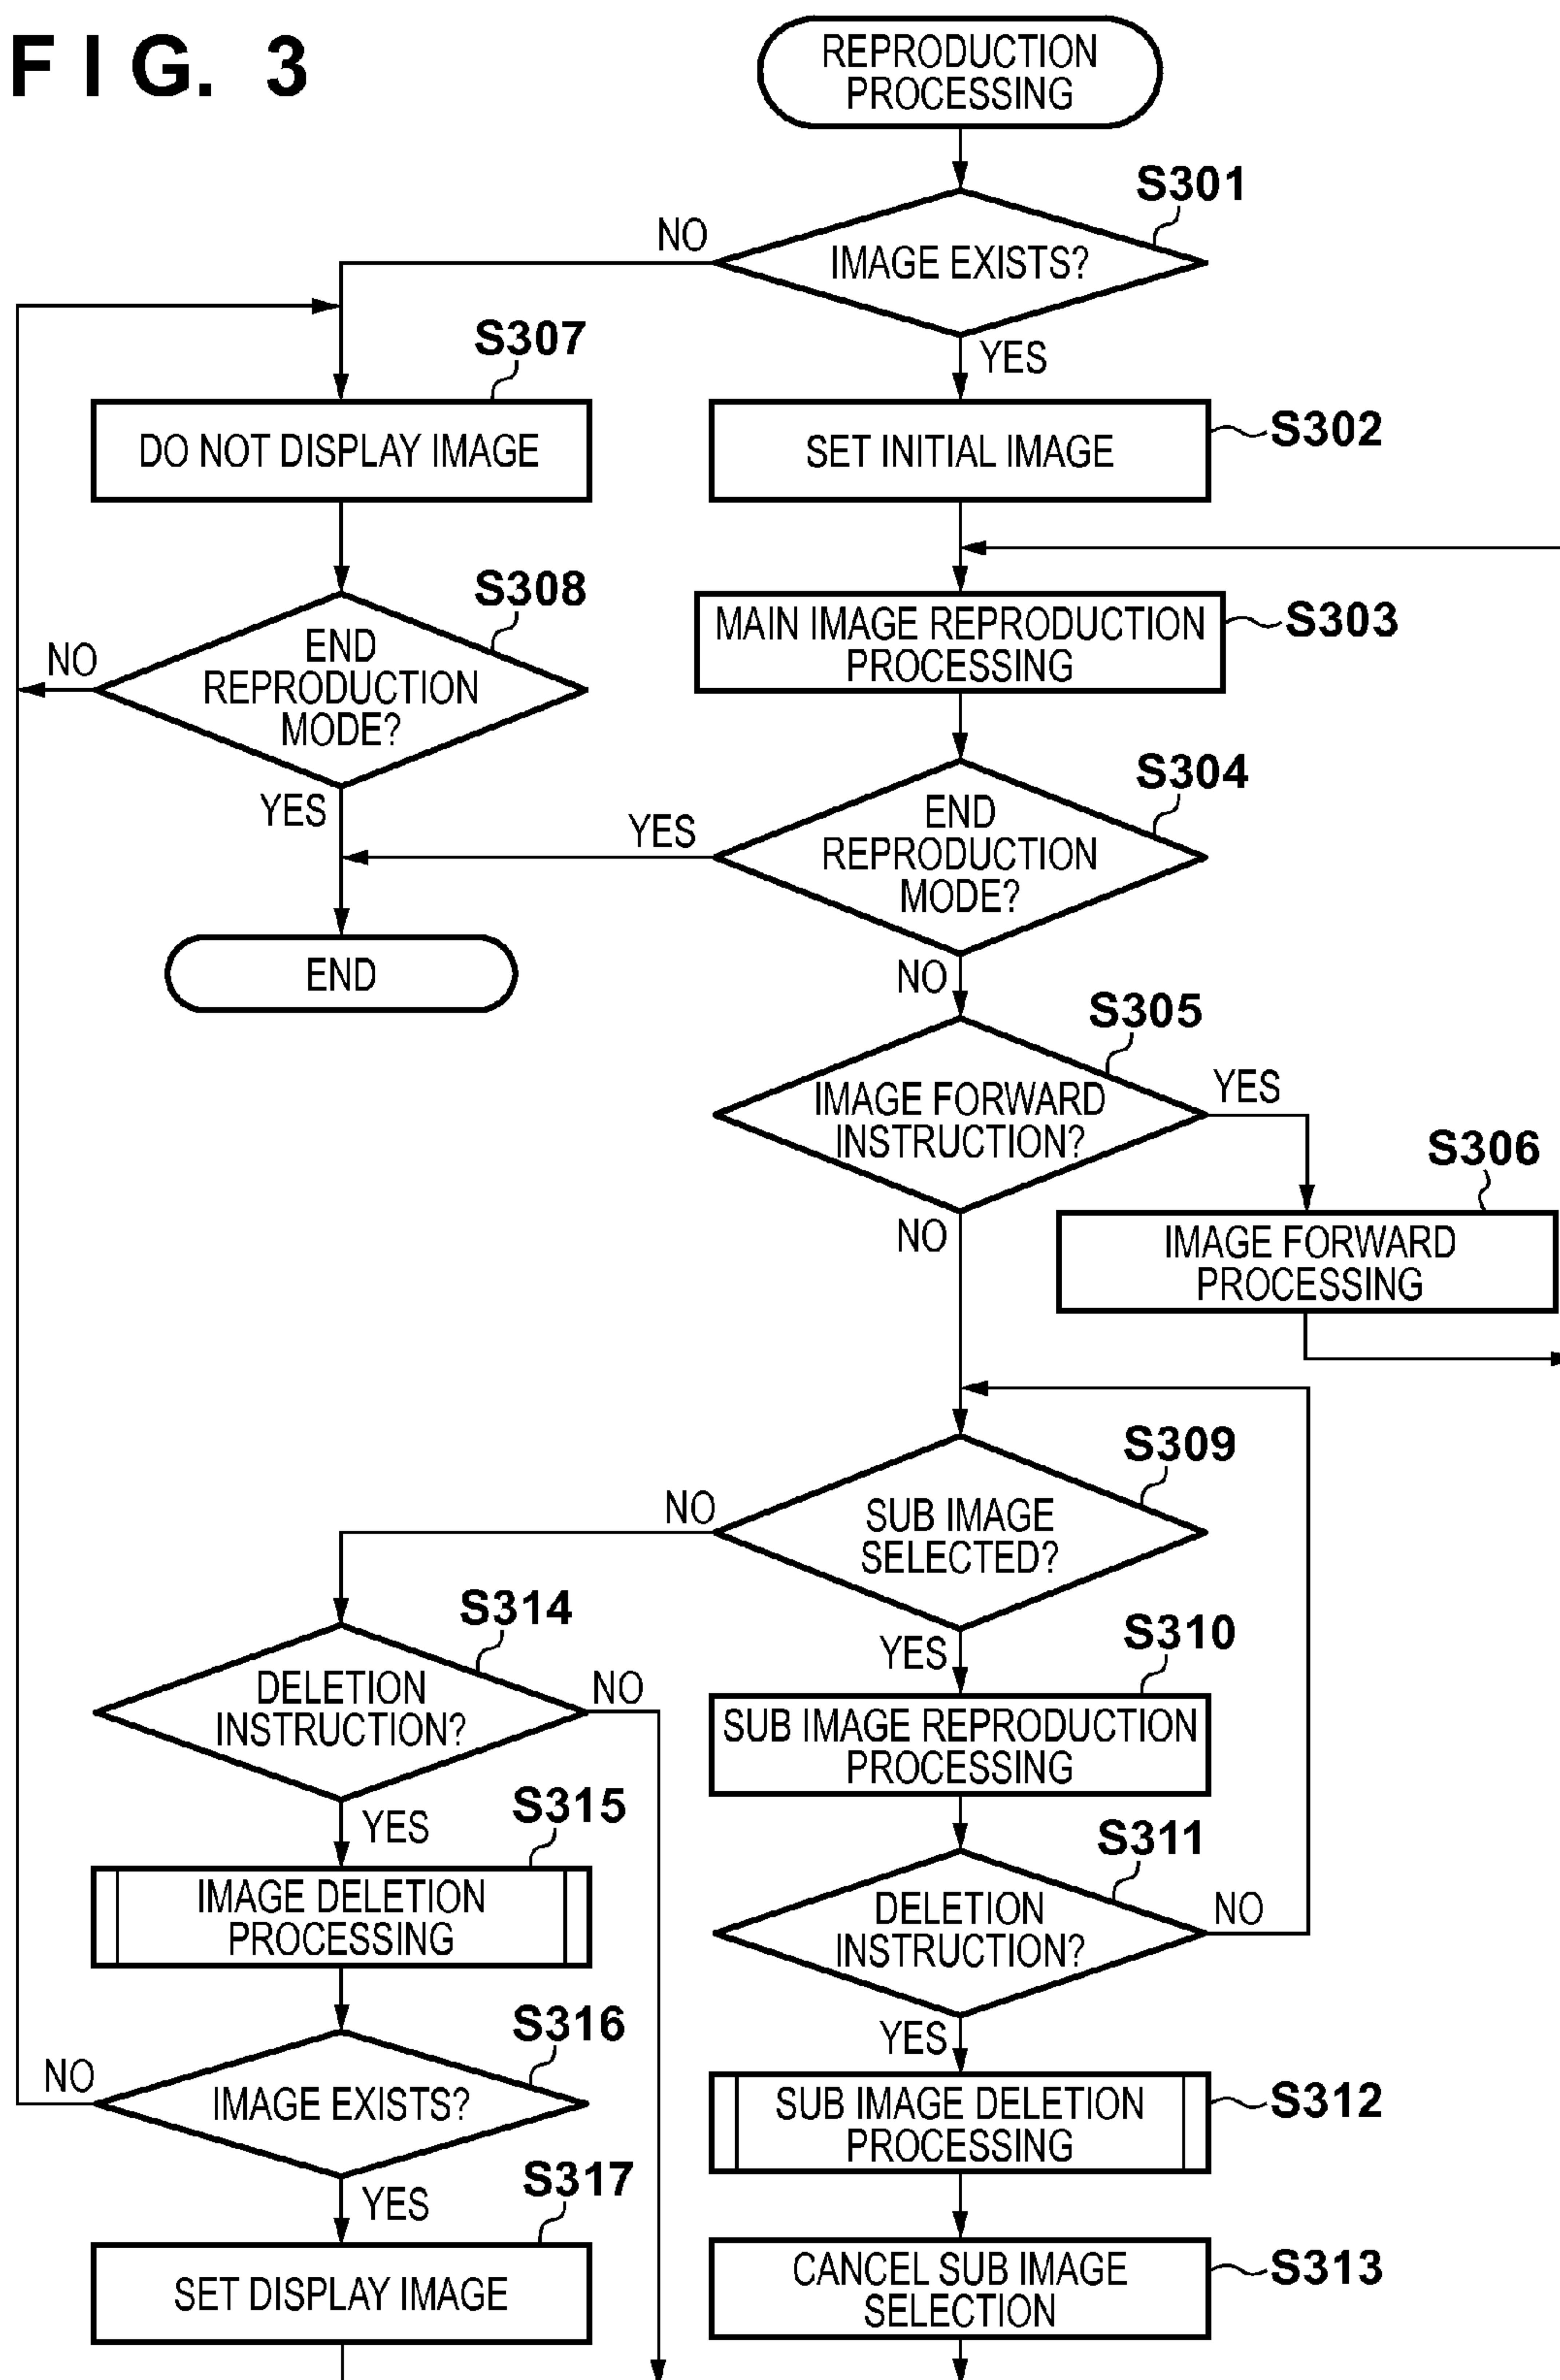 FIG. 3
REPRODUCTION
PROCESSING
S301
IMAGE EXISTS?
NO
YES
S307
DO NOT DISPLAY IMAGE
SET INITIAL IMAGE
S302
S308
END
REPRODUCTION
MODE?
NO
YES
MAIN IMAGE REPRODUCTION
PROCESSING
S303
S304
END
REPRODUCTION
MODE?
YES
NO
END
S305
IMAGE FORWARD
INSTRUCTION?
YES
NO
S306
IMAGE FORWARD
PROCESSING
S309
SUB IMAGE
SELECTED?
NO
YES
S314
DELETION
INSTRUCTION?
NO
YES
S310
SUB IMAGE REPRODUCTION
PROCESSING
S315
IMAGE DELETION
PROCESSING
S311
DELETION
INSTRUCTION?
NO
YES
S316
IMAGE EXISTS?
NO
YES
SUB IMAGE DELETION
PROCESSING
S312
S317
SET DISPLAY IMAGE
CANCEL SUB IMAGE
SELECTION
S313